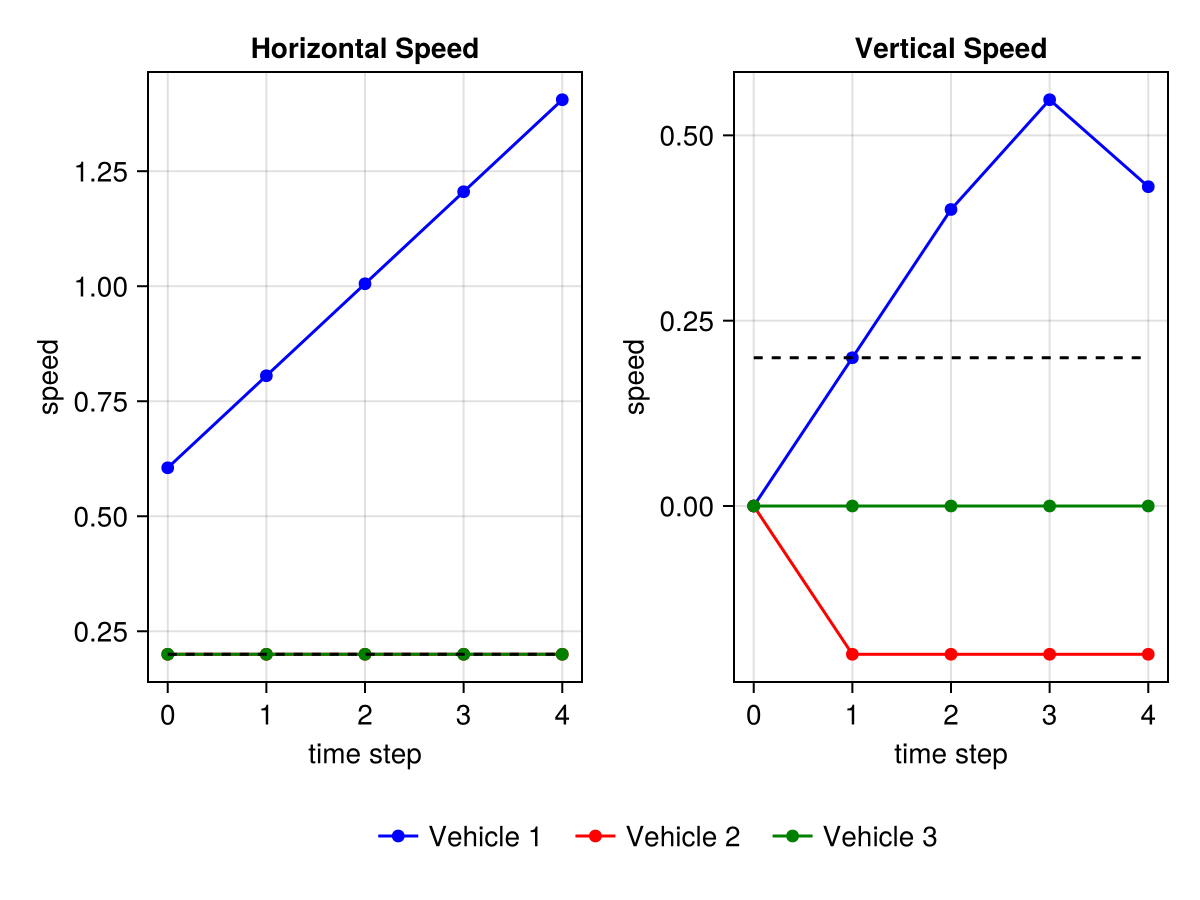 Horizontal Speed
speed
1.25
1.00
0.75
0.50
0.25
0 1 2 3 4
time step
Vertical Speed
speed
0.50
0.25
0.00
0 1 2 3 4
time step
Vehicle 1 Vehicle 2 Vehicle 3